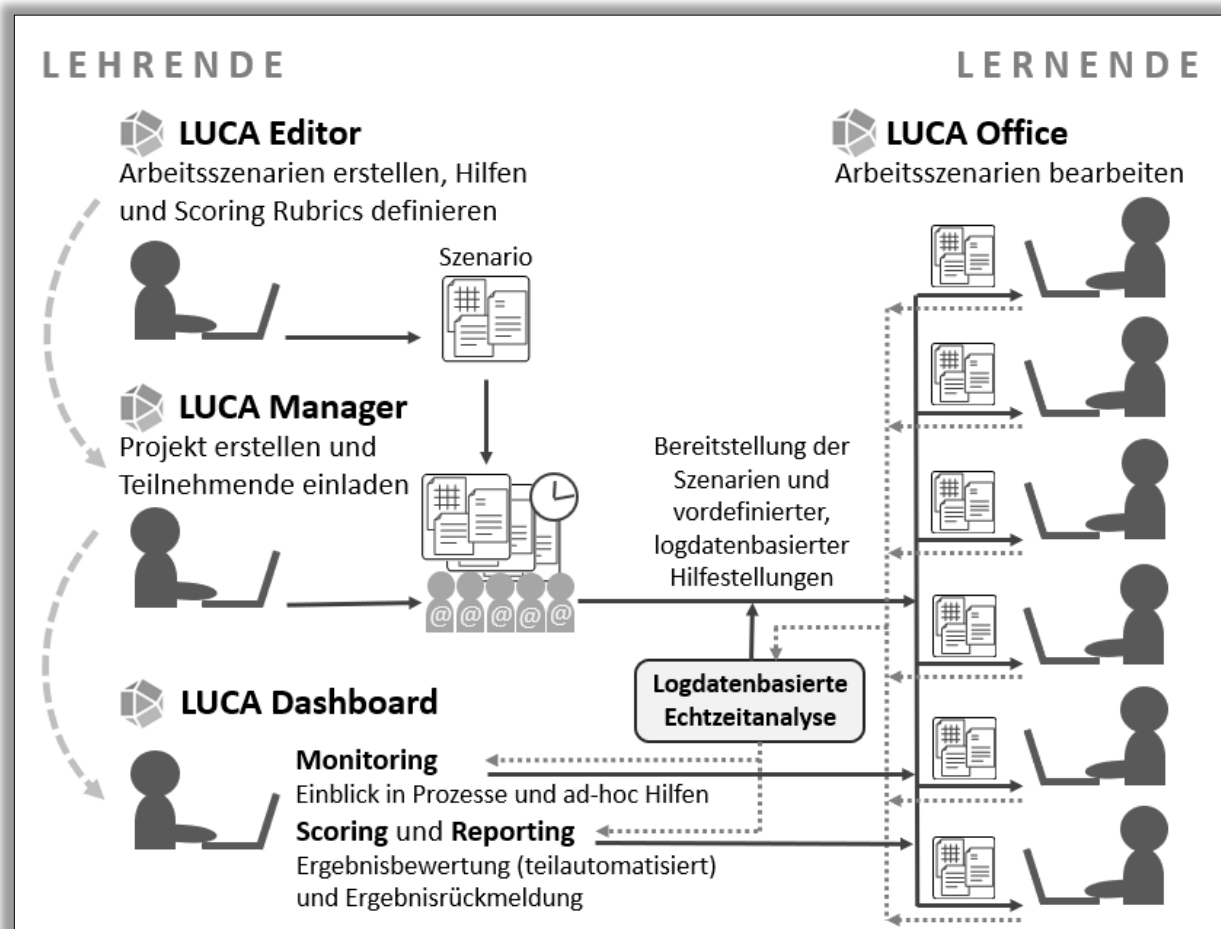 LEHRENDE
LERNENDE
LUCA Editor
Arbeitsszenarien erstellen, Hilfen
und Scoring Rubrics definieren
Szenario
LUCA Office
Arbeitsszenarien bearbeiten
LUCA Manager
Projekt erstellen und
Teilnehmende einladen
@ @ @ @ @
Bereitstellung der
Szenarien und
vordefinierter,
logdatenbasierter
Hilfestellungen
Logdatenbasierte
Echtzeitanalyse
LUCA Dashboard
Monitoring
Einblick in Prozesse und ad-hoc Hilfen
Scoring und Reporting
Ergebnisbewertung (teilautomatisiert)
und Ergebnisrückmeldung